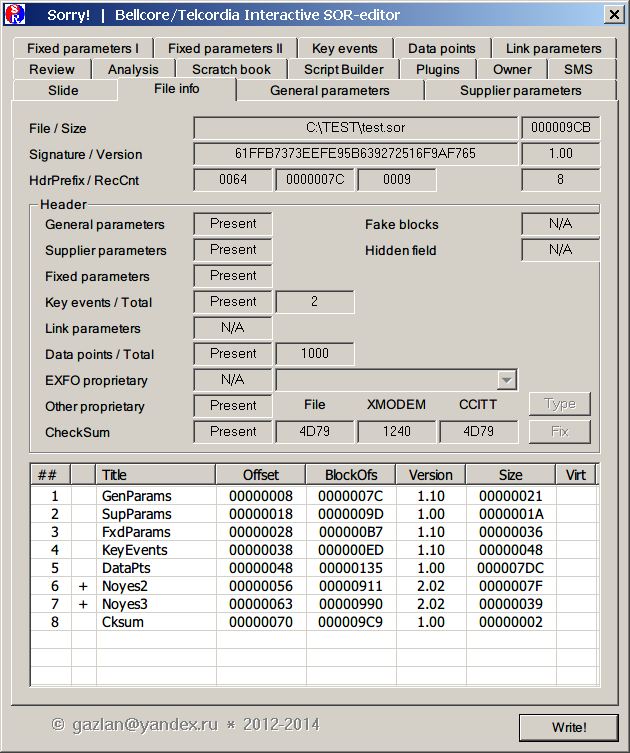 SR Sorry! | Bellcore/Telcordia Interactive SOR-editor
Fixed parameters I Fixed parameters II Key events Data points Link parameters
Review Analysis Scratch book Script Builder Plugins Owner SMS
Slide File info General parameters Supplier parameters
File / Size C:\TEST\test.sor 000009CB
Signature / Version 61FFB7373EEFE95B639272516F9AF765 1.00
HdrPrefix / RecCnt 0064 0000007C 0009 8
Header
General parameters Present Fake blocks N/A
Supplier parameters Present Hidden field N/A
Fixed parameters Present
Key events / Total Present 2
Link parameters N/A
Data points / Total Present 1000
EXFO proprietary N/A
Other proprietary Present File XMODEM CCITT Type
CheckSum Present 4D79 1240 4D79 Fix
## Title Offset BlockOfs Version Size Virt
1 GenParams 00000008 0000007C 1.10 00000021
2 SupParams 00000018 0000009D 1.00 0000001A
3 FxdParams 00000028 000000B7 1.10 00000036
4 KeyEvents 00000038 000000ED 1.10 00000048
5 DataPts 00000048 00000135 1.00 000007DC
6 + Noyes2 00000056 00000911 2.02 0000007F
7 + Noyes3 00000063 00000990 2.02 00000039
8 Cksum 00000070 000009C9 1.00 00000002
© gazlan@yandex.ru * 2012-2014 Write!